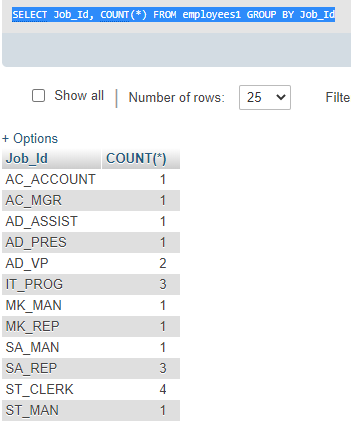 SELECT Job_Id, COUNT(*) FROM employees1 GROUP BY Job_Id
Show all Number of rows: 25 Filte
+ Options
Job_Id COUNT(*)
AC_ACCOUNT 1
AC_MGR 1
AD_ASSIST 1
AD_PRES 1
AD_VP 2
IT_PROG 3
MK_MAN 1
MK_REP 1
SA_MAN 1
SA_REP 3
ST_CLERK 4
ST_MAN 1